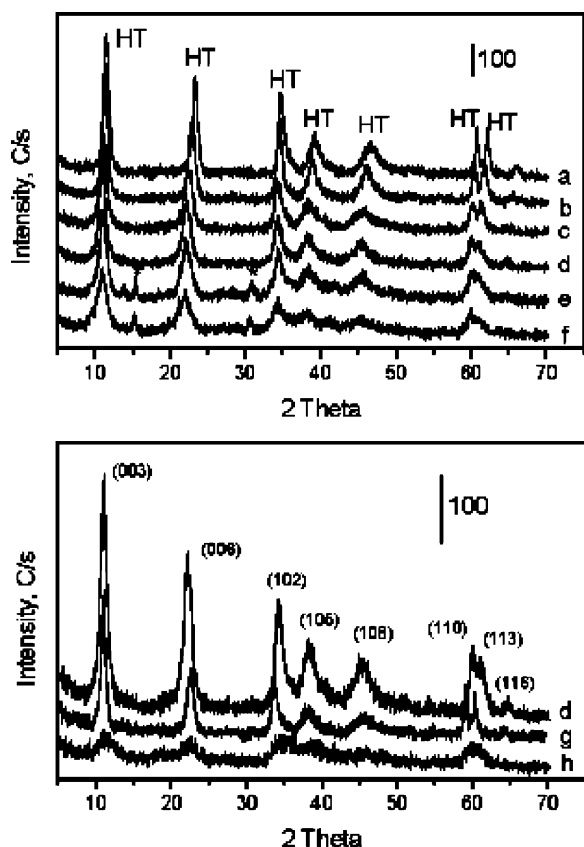 HT
HT
HT
HT
HT
HT HT
100
Intensity, C/s
a
b
c
d
*
*
e
f
10 20 30 40 50 60 70
2 Theta
(003)
(006)
(102)
(105)
(108)
(110)
(113)
(116)
100
Intensity, C/s
d
g
h
10 20 30 40 50 60 70
2 Theta